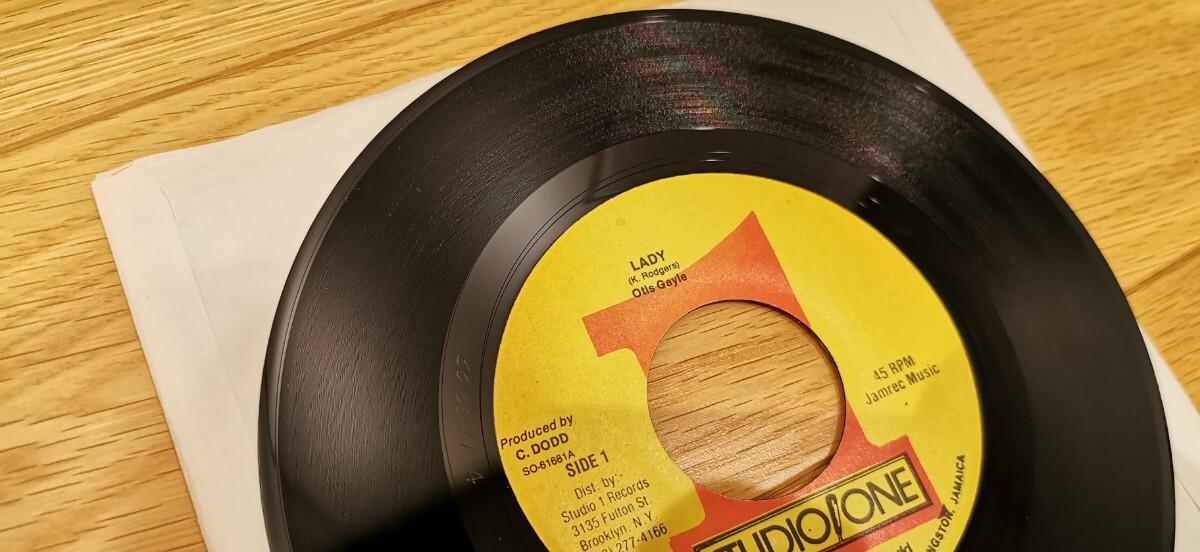 LADY
(K. Rodgers)
Otis Gayle
45 RPM
Jamrec Music
Produced by
C. DODD
SO-61681A
SIDE 1
Dist. by:
Studio 1 Records
3135 Fulton St.
Brooklyn, N.Y.
277-4166
STUDIO ONE
JAMAICA